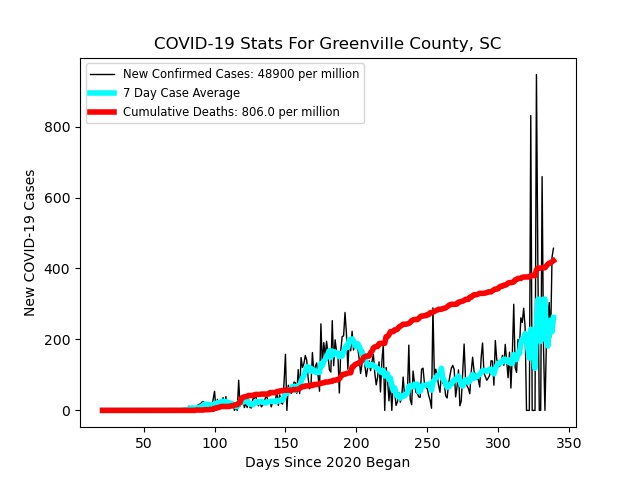 COVID-19 Stats For Greenville County, SC
New Confirmed Cases: 48900 per million
7 Day Case Average
Cumulative Deaths: 806.0 per million
New COVID-19 Cases
800
600
400
200
0
50 100 150 200 250 300 350
Days Since 2020 Began